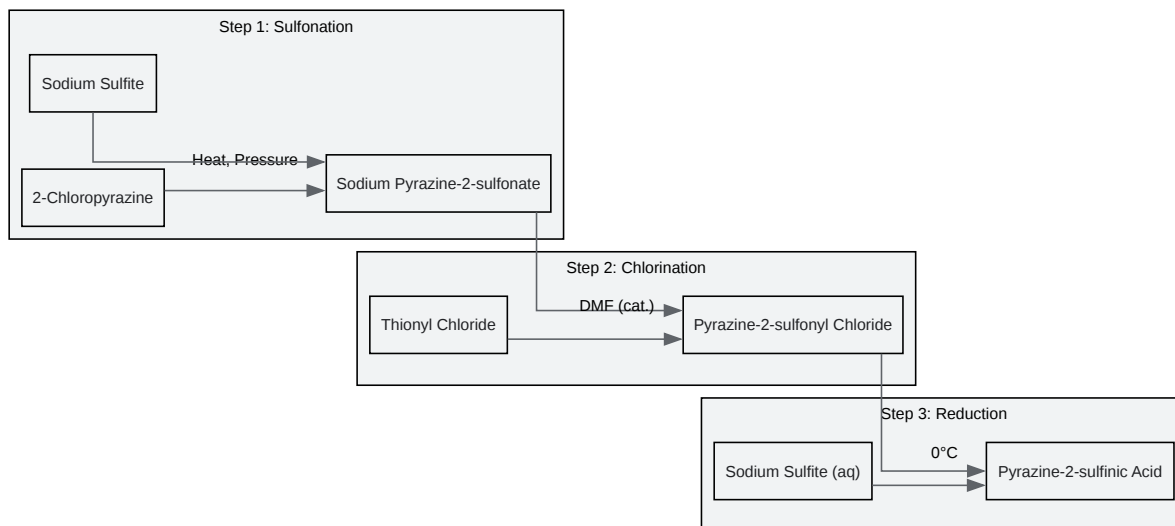 Step 1: Sulfonation
Sodium Sulfite
Heat, Pressure
2-Chloropyrazine
Sodium Pyrazine-2-sulfonate
Step 2: Chlorination
DMF (cat.)
Thionyl Chloride
Pyrazine-2-sulfonyl Chloride
Step 3: Reduction
0°C
Sodium Sulfite (aq)
Pyrazine-2-sulfinic Acid